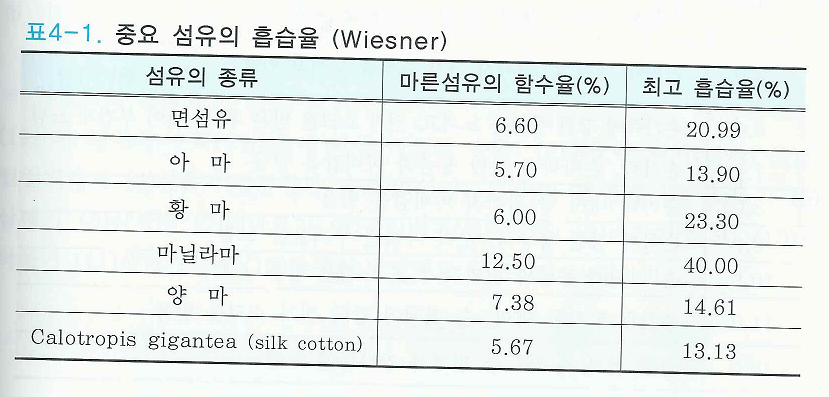 표4-1. 중요 섬유의 흡습율 (Wiesner)
섬유의 종류 마른섬유의 함수율(%) 최고 흡습율(%)
면섬유 6.60 20.99
아 마 5.70 13.90
황 마 6.00 23.30
마닐라마 12.50 40.00
양 마 7.38 14.61
Calotropis gigantea (silk cotton) 5.67 13.13